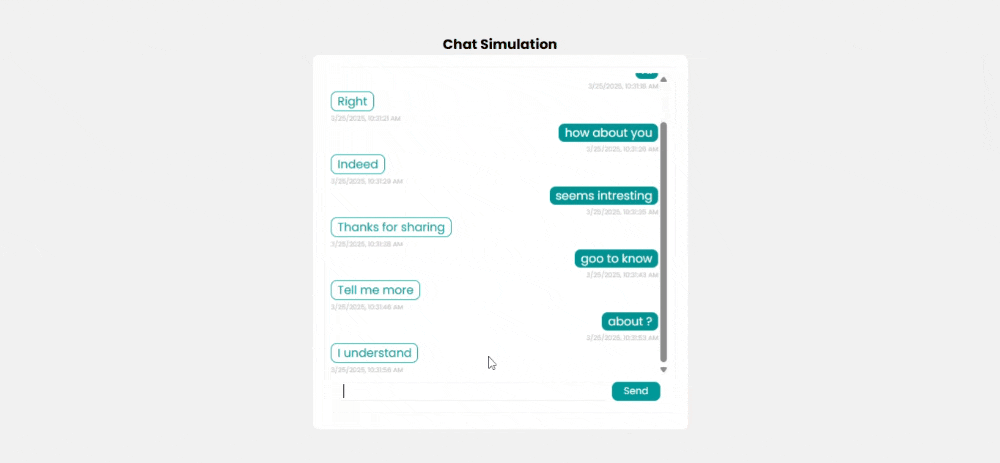 Chat Simulation
3/25/2025, 10:31:18 AM
Right
3/25/2025, 10:31:21 AM
how about you
3/25/2025, 10:31:26 AM
Indeed
3/25/2025, 10:31:29 AM
seems intresting
3/25/2025, 10:31:35 AM
Thanks for sharing
3/25/2025, 10:31:38 AM
goo to know
3/25/2025, 10:31:43 AM
Tell me more
3/25/2025, 10:31:46 AM
about ?
3/25/2025, 10:31:53 AM
I understand
3/25/2025, 10:31:56 AM
Send